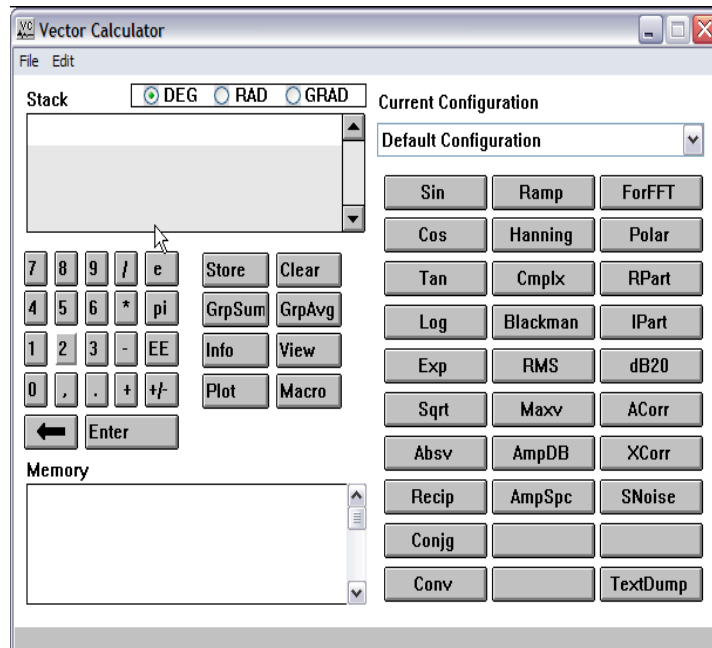 VC Vector Calculator
File Edit
Stack DEG RAD GRAD
Current Configuration
Default Configuration
7 8 9 / e
4 5 6 * pi
1 2 3 - EE
0 , . + +/-
Enter
Store Clear
GrpSum GrpAvg
Info View
Plot Macro
Memory
Sin Ramp ForFFT
Cos Hanning Polar
Tan Cmplx RPart
Log Blackman IPart
Exp RMS dB20
Sqrt Maxv ACorr
Absv AmpDB XCorr
Recip AmpSpc SNoise
Conjg
Conv TextDump